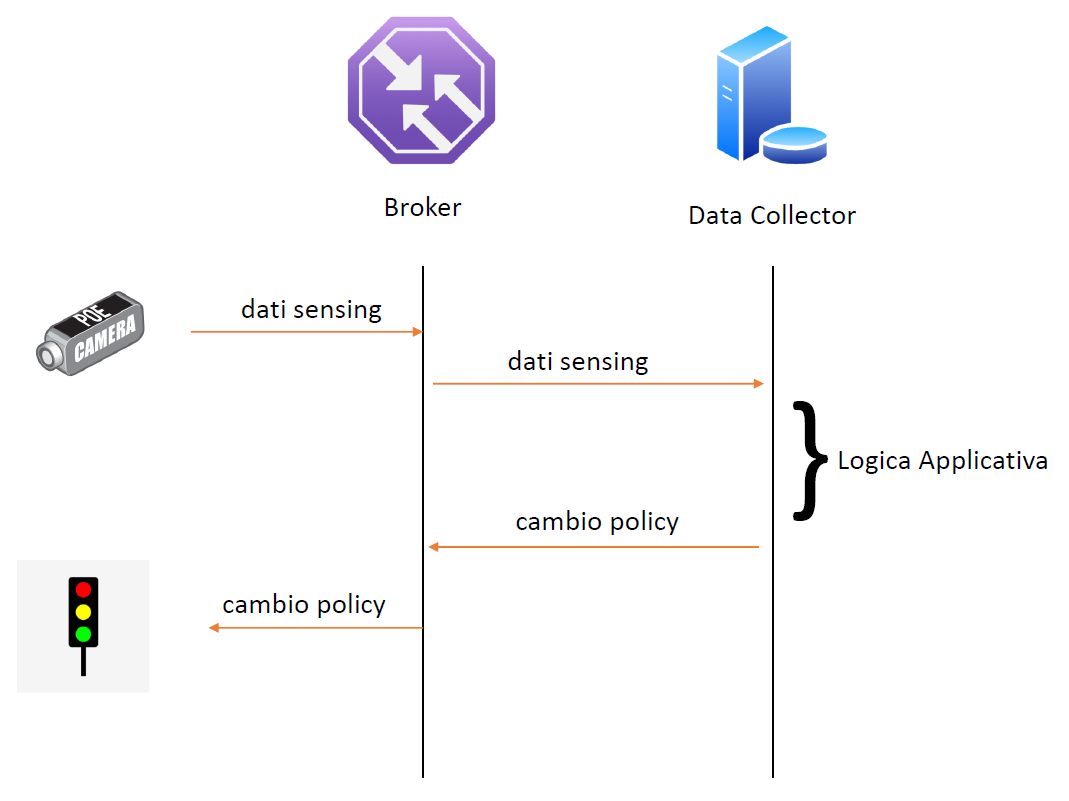 Broker
Data Collector
POE
CAMERA
dati sensing
dati sensing
Logica Applicativa
cambio policy
cambio policy